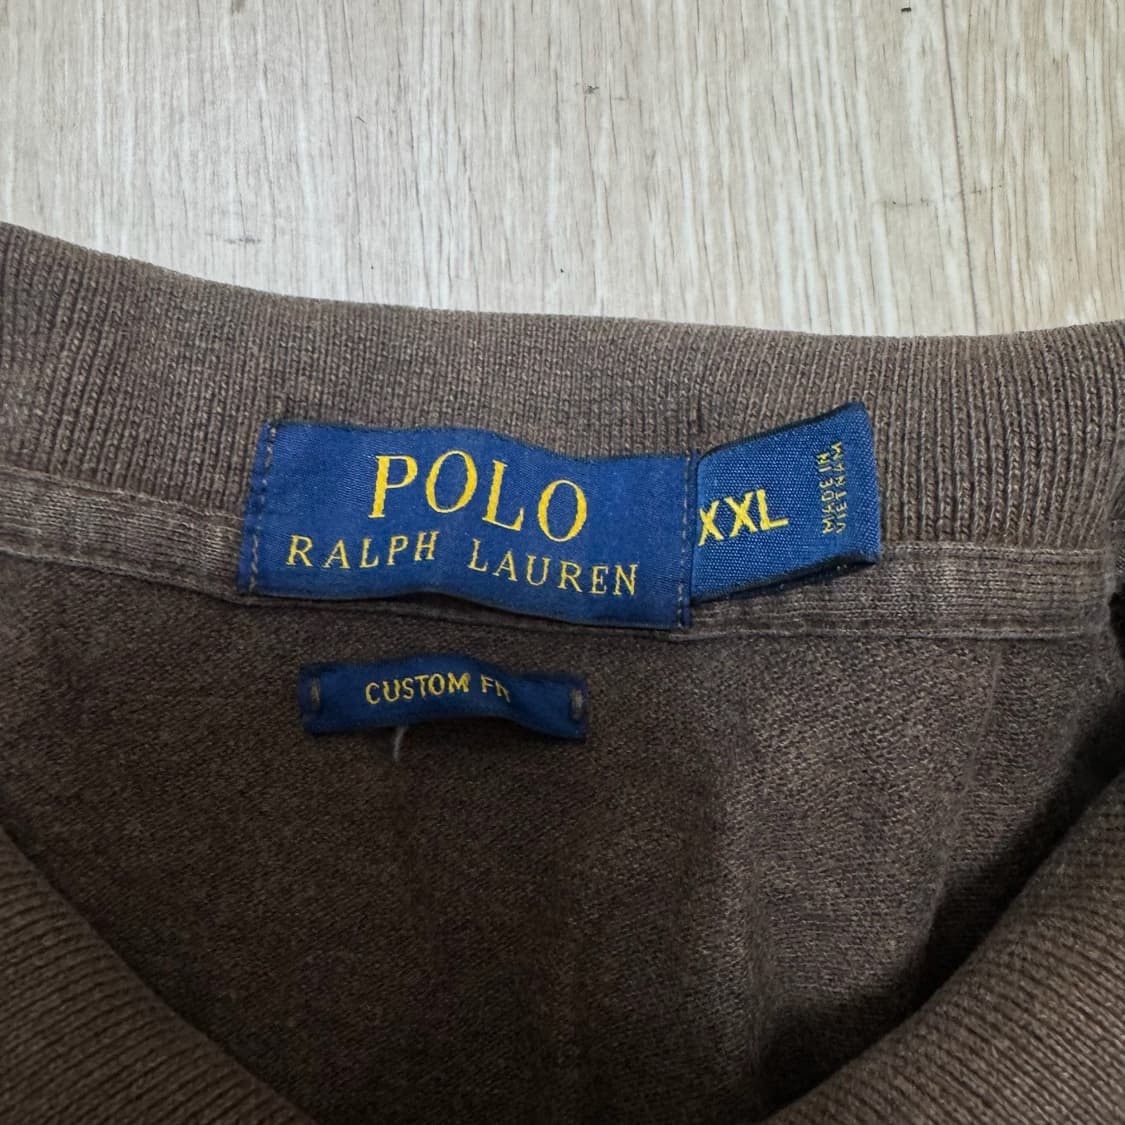 POLO
RALPH LAUREN
XXL
MADE IN
VIETNAM
CUSTOM FIT